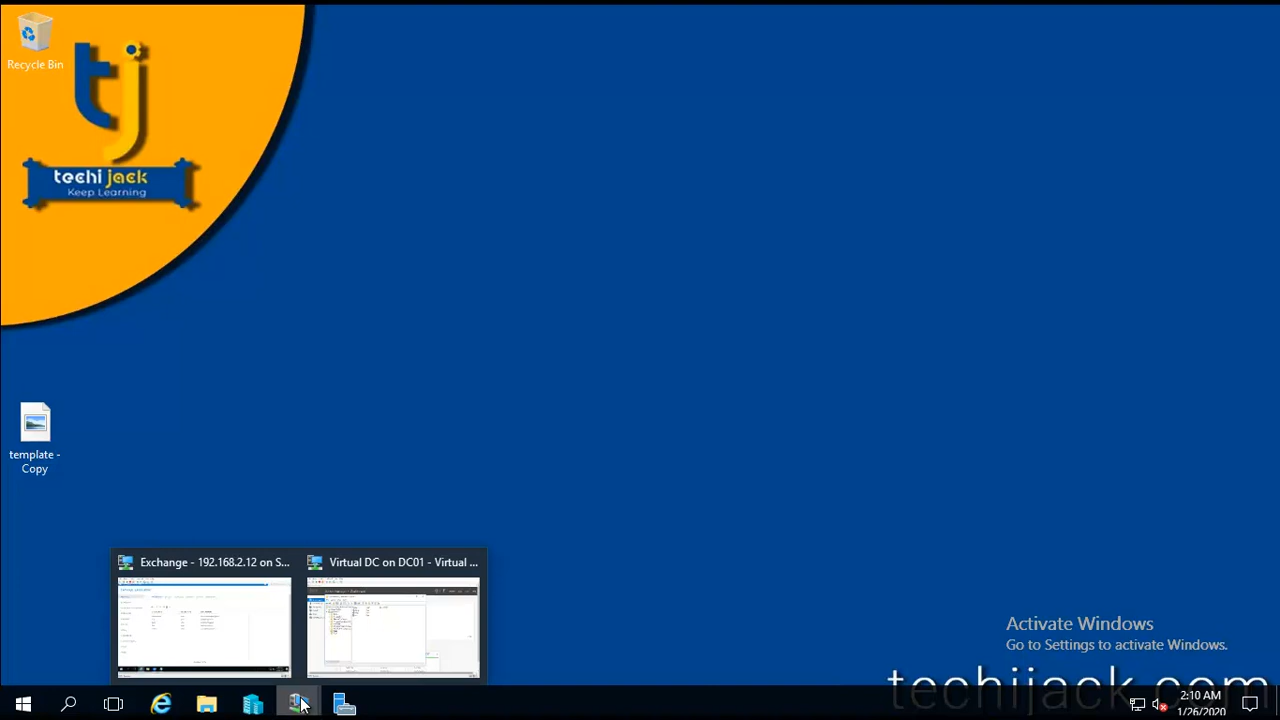 Recycle Bin
tj
techi jack
Keep Learning
template -
Copy
Exchange - 192.168.2.12 on S...
Virtual DC on DC01 - Virtual ...
Activate Windows
Go to Settings to activate Windows.
techijack.com
2:10 AM
1/26/2020